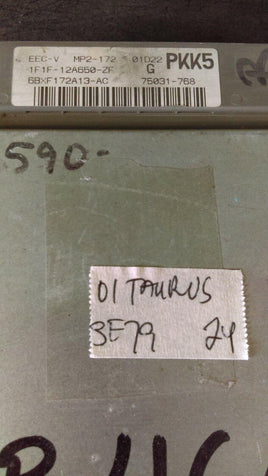 EEC-V MP2-172 01D22 PKK5
1F1F-12A650-ZF G
6BXF172A13-AC 75031-768
590-
01 TAURUS
3E79 24